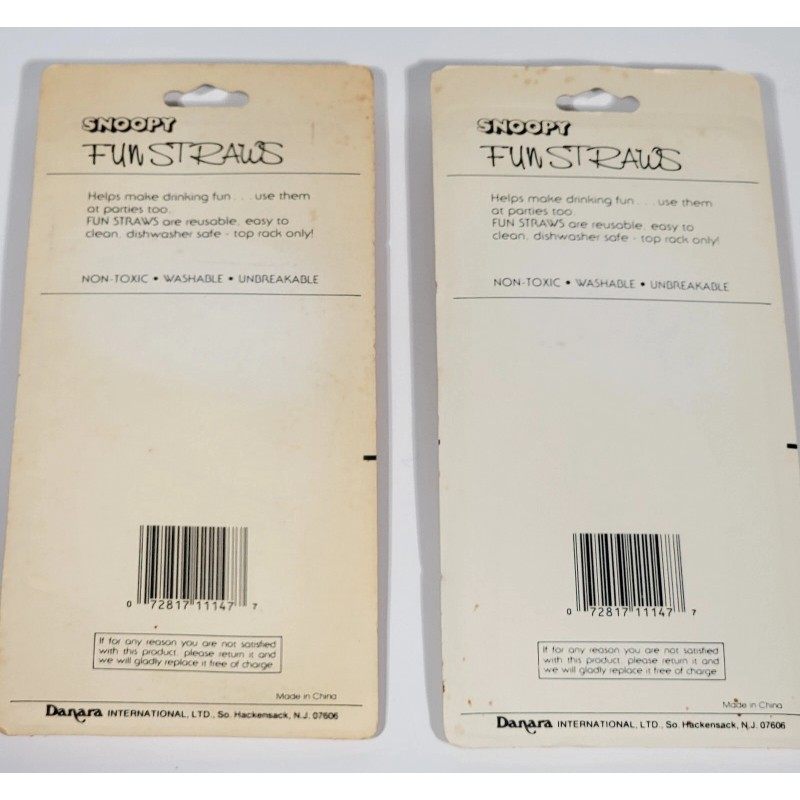 SNOOPY
FUN STRAWS
Helps make drinking fun . . . use them
at parties too.
FUN STRAWS are reusable, easy to
clean, dishwasher safe - top rack only!
NON-TOXIC • WASHABLE • UNBREAKABLE
0 72817 11147 7
If for any reason you are not satisfied
with this product, please return it and
we will gladly replace it free of charge.
Made in China
Danara INTERNATIONAL, LTD., So. Hackensack, N.J. 07606
SNOOPY
FUN STRAWS
Helps make drinking fun . . . use them
at parties too.
FUN STRAWS are reusable, easy to
clean, dishwasher safe - top rack only!
NON-TOXIC • WASHABLE • UNBREAKABLE
0 72817 11147 7
If for any reason you are not satisfied
with this product, please return it and
we will gladly replace it free of charge.
Made in China
Danara INTERNATIONAL, LTD., So. Hackensack, N.J. 07606